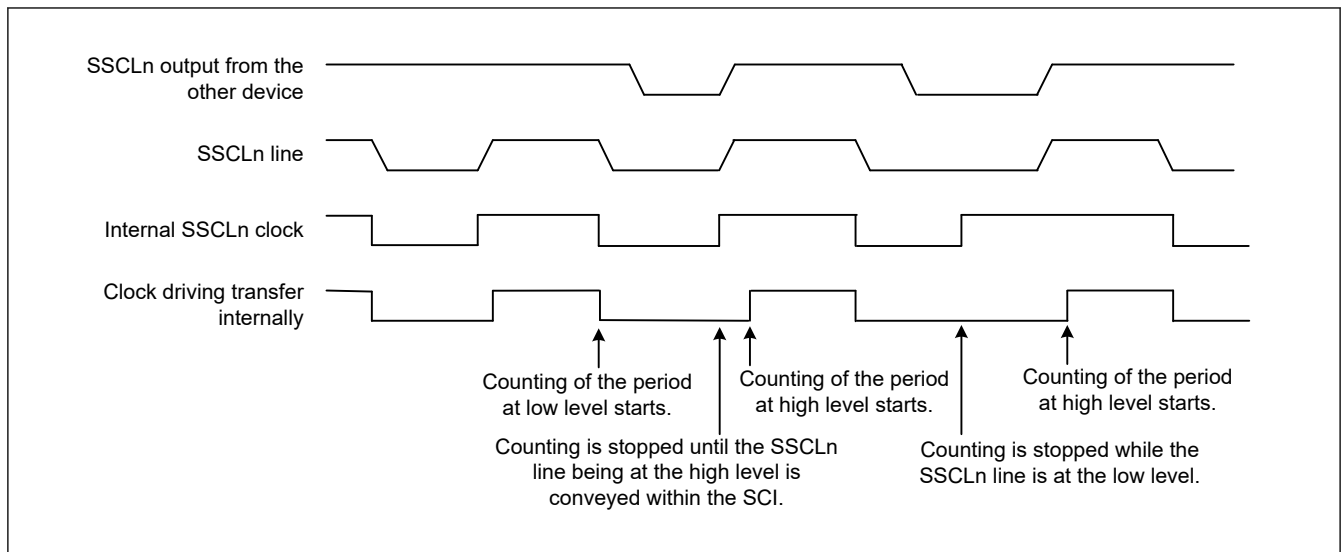 SSCLn output from the
other device
SSCLn line
Internal SSCLn clock
Clock driving transfer
internally
Counting of the period
at low level starts.
Counting of the period
at high level starts.
Counting of the period
at high level starts.
Counting is stopped until the SSCLn
line being at the high level is
conveyed within the SCI.
Counting is stopped while the
SSCLn line is at the low level.